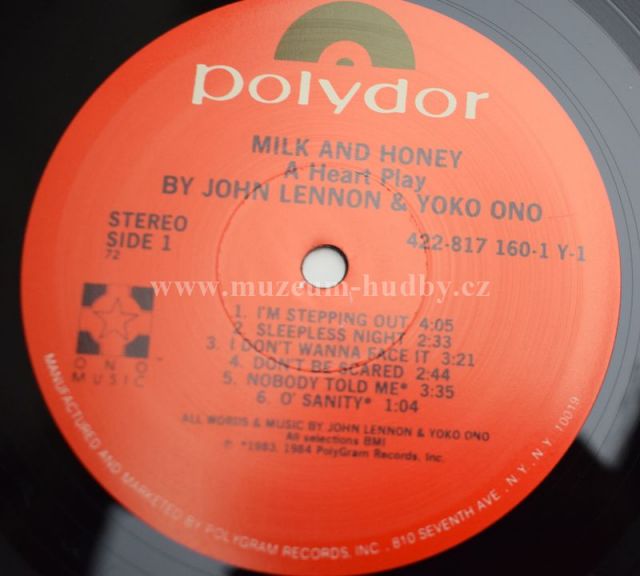 polydor
MILK AND HONEY
A Heart Play
BY JOHN LENNON & YOKO ONO
STEREO
SIDE 1
72
422-817 160-1 Y-1
www.muzeum-hudby.cz
1. I'M STEPPING OUT 4:05
2. SLEEPLESS NIGHT 2:33
3. I DON'T WANNA FACE IT 3:21
4. DON'T BE SCARED 2:44
5. NOBODY TOLD ME* 3:35
6. O' SANITY* 1:04
ONO
MUSIC™
ALL WORDS & MUSIC BY JOHN LENNON & YOKO ONO
All selections BMI
℗ *1983, 1984 PolyGram Records, Inc.
MANUFACTURED AND MARKETED BY POLYGRAM RECORDS, INC. 810 SEVENTH AVE. N.Y. N.Y. 10019